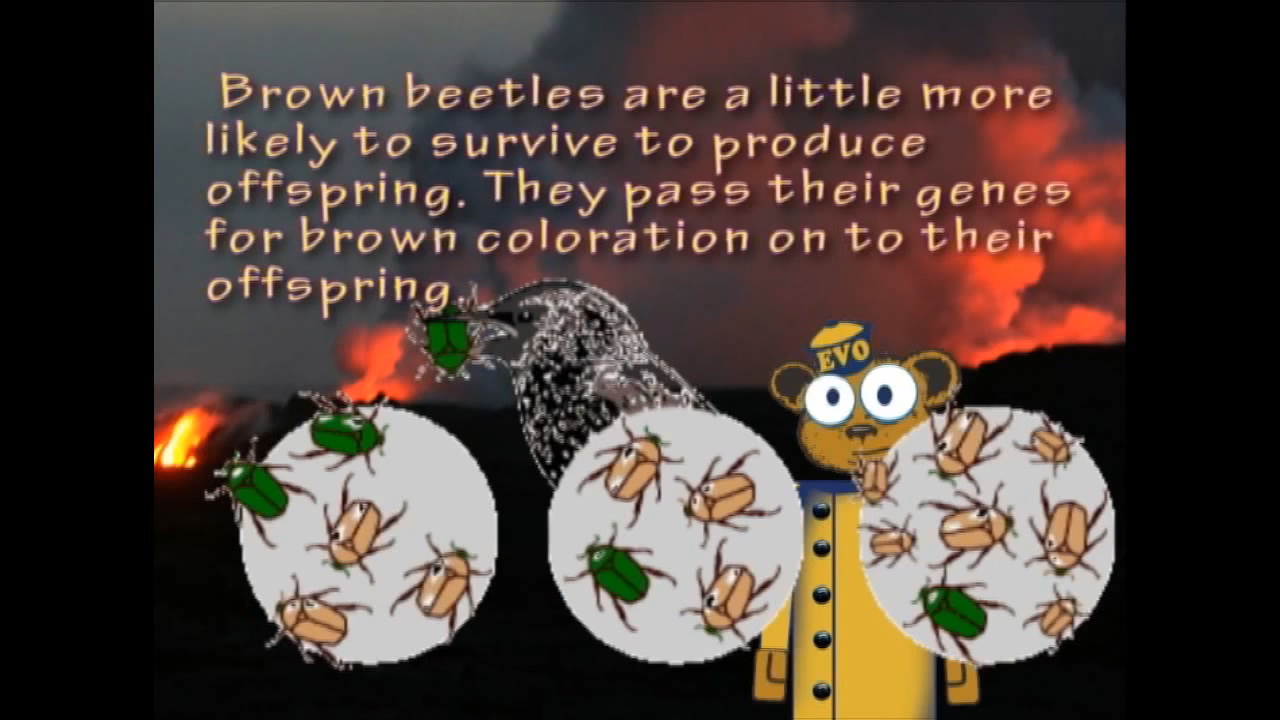 Brown beetles are a little more
likely to survive to produce
offspring. They pass their genes
for brown coloration on to their
offspring.
EVO